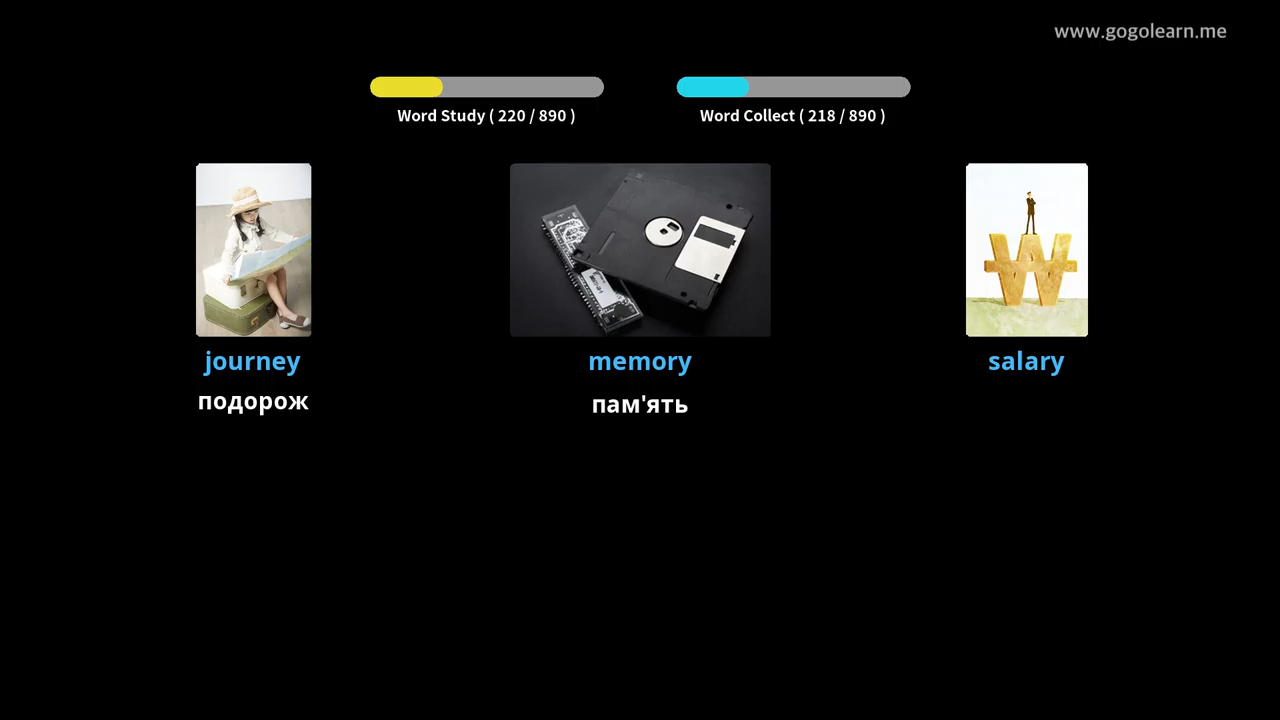 www.gogolearn.me
Word Study ( 220 / 890 )
Word Collect ( 218 / 890 )
journey
memory
salary
подорож
пам'ять